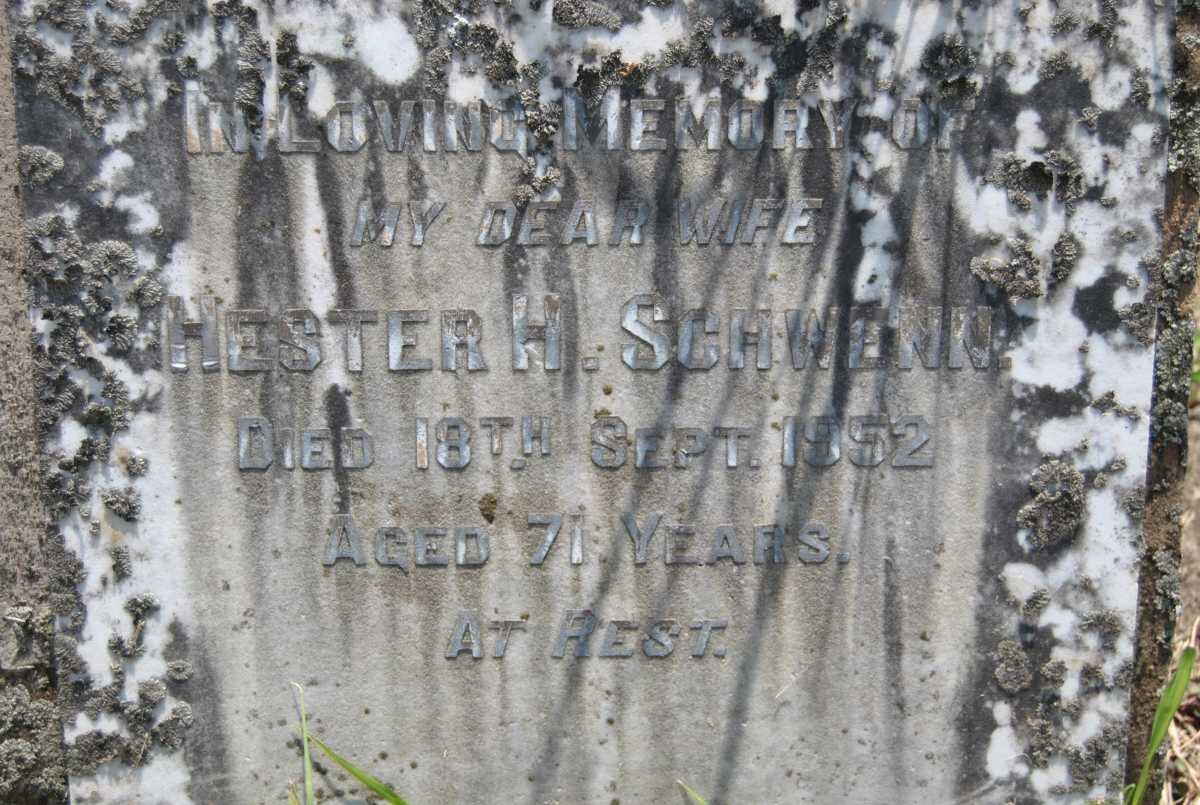 In Loving Memory of
my dear wife
Hester H. Schwenn.
Died 18th Sept. 1952
Aged 71 Years.
At Rest.